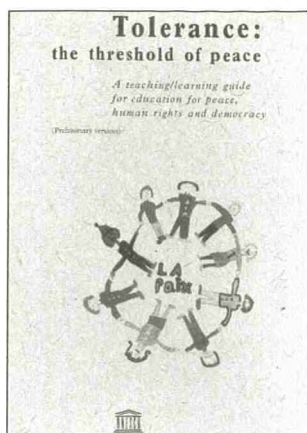 Tolerance:
the threshold of peace
A teaching/learning guide
for education for peace,
human rights and democracy
(Preliminary version)
LA
Paix